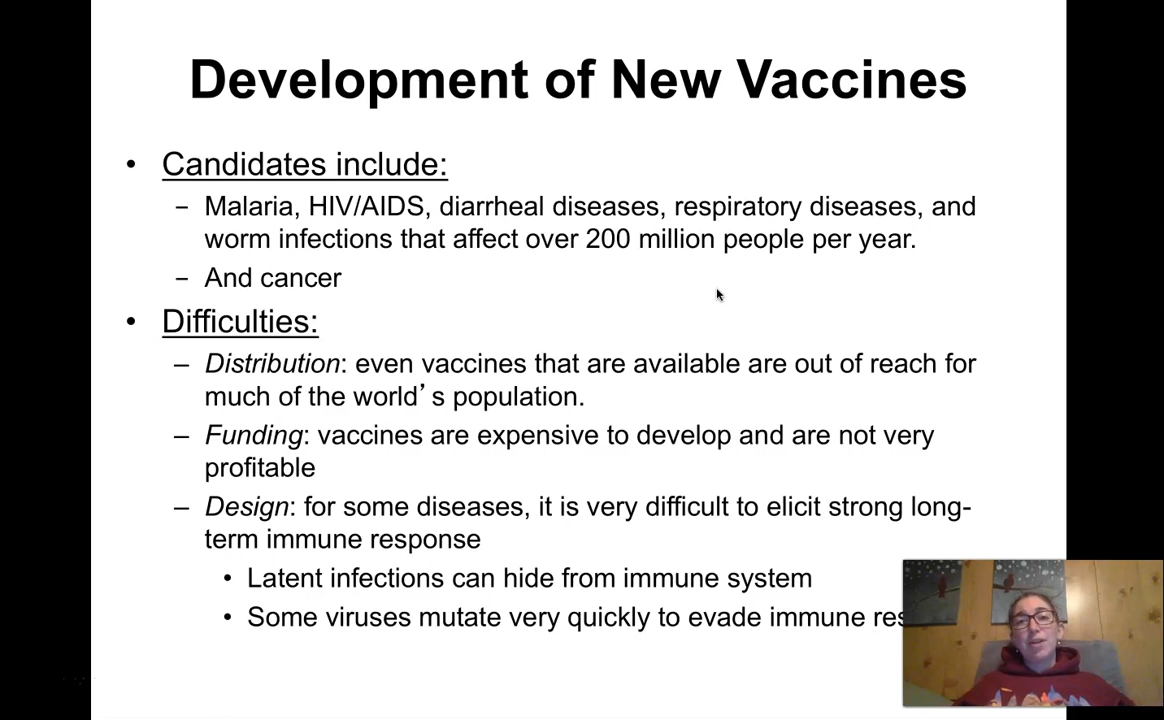 Development of New Vaccines
• Candidates include:
– Malaria, HIV/AIDS, diarrheal diseases, respiratory diseases, and
worm infections that affect over 200 million people per year.
– And cancer
• Difficulties:
– Distribution: even vaccines that are available are out of reach for
much of the world’s population.
– Funding: vaccines are expensive to develop and are not very
profitable
– Design: for some diseases, it is very difficult to elicit strong long-
term immune response
• Latent infections can hide from immune system
• Some viruses mutate very quickly to evade immune